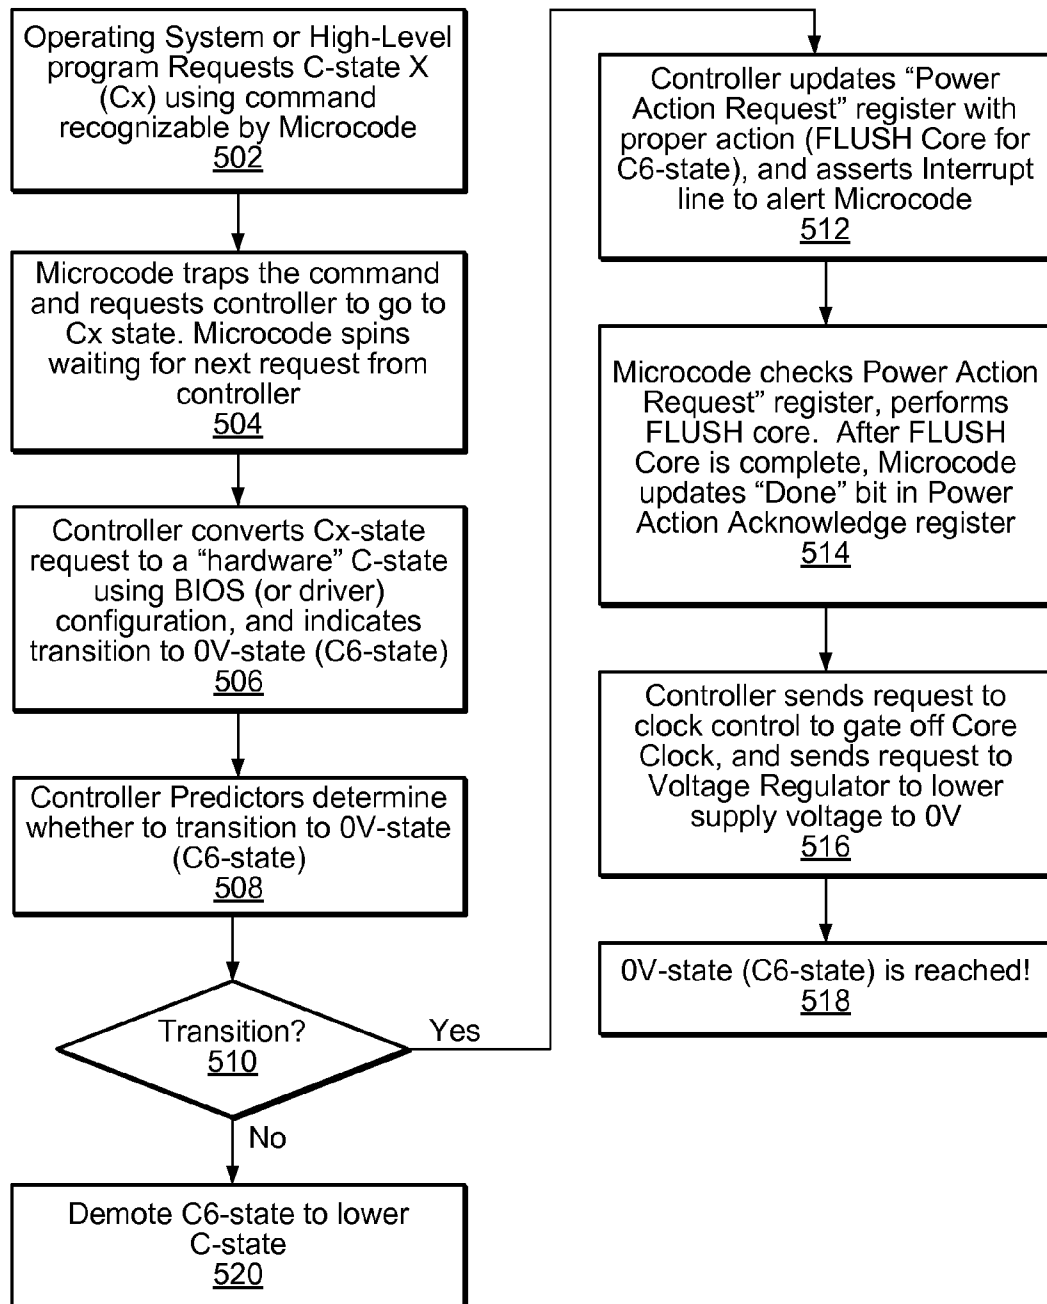 Operating System or High-Level
program Requests C-state X
(Cx) using command
recognizable by Microcode
502
Microcode traps the command
and requests controller to go to
Cx state. Microcode spins
waiting for next request from
controller
504
Controller converts Cx-state
request to a “hardware” C-state
using BIOS (or driver)
configuration, and indicates
transition to 0V-state (C6-state)
506
Controller Predictors determine
whether to transition to 0V-state
(C6-state)
508
Transition?
510
Yes
No
Demote C6-state to lower
C-state
520
Controller updates “Power
Action Request” register with
proper action (FLUSH Core for
C6-state), and asserts Interrupt
line to alert Microcode
512
Microcode checks Power Action
Request” register, performs
FLUSH core. After FLUSH
Core is complete, Microcode
updates “Done” bit in Power
Action Acknowledge register
514
Controller sends request to
clock control to gate off Core
Clock, and sends request to
Voltage Regulator to lower
supply voltage to 0V
516
0V-state (C6-state) is reached!
518